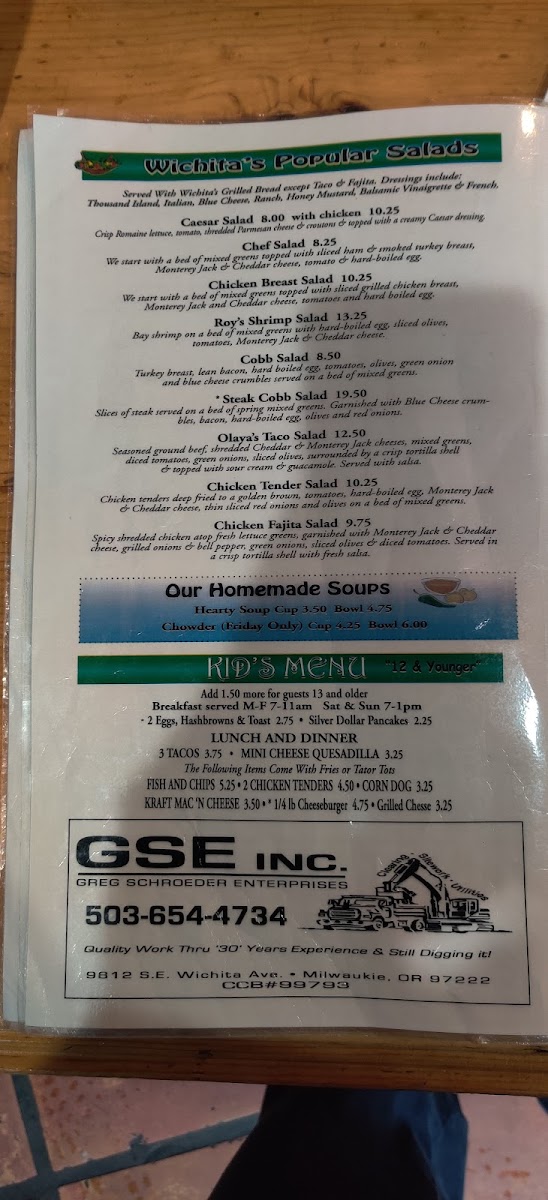 Wichita's Popular Salads
Served With Wichita's Grilled Bread except Taco & Fajita. Dressings include:
Thousand Island, Italian, Blue Cheese, Ranch, Honey Mustard, Balsamic Vinaigrette & French.
Caesar Salad 8.00 with chicken 10.25
Crisp Romaine lettuce, tomato, shredded Parmesan cheese & croutons & topped with a creamy Caesar dressing.
Chef Salad 8.25
We start with a bed of mixed greens topped with sliced ham & smoked turkey breast,
Monterey Jack & Cheddar cheese, tomato & hard-boiled egg.
Chicken Breast Salad 10.25
We start with a bed of mixed greens topped with sliced grilled chicken breast,
Monterey Jack and Cheddar cheese, tomatoes and hard boiled egg.
Roy's Shrimp Salad 13.25
Bay shrimp on a bed of mixed greens with hard-boiled egg, sliced olives,
tomatoes, Monterey Jack & Cheddar cheese.
Cobb Salad 8.50
Turkey breast, lean bacon, hard boiled egg, tomatoes, olives, green onion
and blue cheese crumbles served on a bed of mixed greens.
* Steak Cobb Salad 19.50
Slices of steak served on a bed of spring mixed greens. Garnished with Blue Cheese crum-
bles, bacon, hard-boiled egg, olives and red onions.
Olaya's Taco Salad 12.50
Seasoned ground beef, shredded Cheddar & Monterey Jack cheeses, mixed greens,
diced tomatoes, green onions, sliced olives, surrounded by a crisp tortilla shell
& topped with sour cream & guacamole. Served with salsa.
Chicken Tender Salad 10.25
Chicken tenders deep fried to a golden brown, tomatoes, hard-boiled egg, Monterey Jack
& Cheddar cheese, thin sliced red onions and olives on a bed of mixed greens.
Chicken Fajita Salad 9.75
Spicy shredded chicken atop fresh lettuce greens, garnished with Monterey Jack & Cheddar
cheese, grilled onions & bell pepper, green onions, sliced olives & diced tomatoes. Served in
a crisp tortilla shell with fresh salsa.
Our Homemade Soups
Hearty Soup Cup 3.50 Bowl 4.75
Chowder (Friday Only) Cup 4.25 Bowl 6.00
KID'S MENU "12 & Younger"
Add 1.50 more for guests 13 and older
Breakfast served M-F 7-11am Sat & Sun 7-1pm
* 2 Eggs, Hashbrowns & Toast 2.75 • Silver Dollar Pancakes 2.25
LUNCH AND DINNER
3 TACOS 3.75 • MINI CHEESE QUESADILLA 3.25
The Following Items Come With Fries or Tator Tots
FISH AND CHIPS 5.25 • 2 CHICKEN TENDERS 4.50 • CORN DOG 3.25
KRAFT MAC 'N CHEESE 3.50 • * 1/4 lb Cheeseburger 4.75 • Grilled Chesse 3.25
GSE INC.
GREG SCHROEDER ENTERPRISES
Clearing - Sitework - Utilities
503-654-4734
Quality Work Thru '30' Years Experience & Still Digging it!
9812 S.E. Wichita Ave. • Milwaukie, OR 97222
CCB#99793